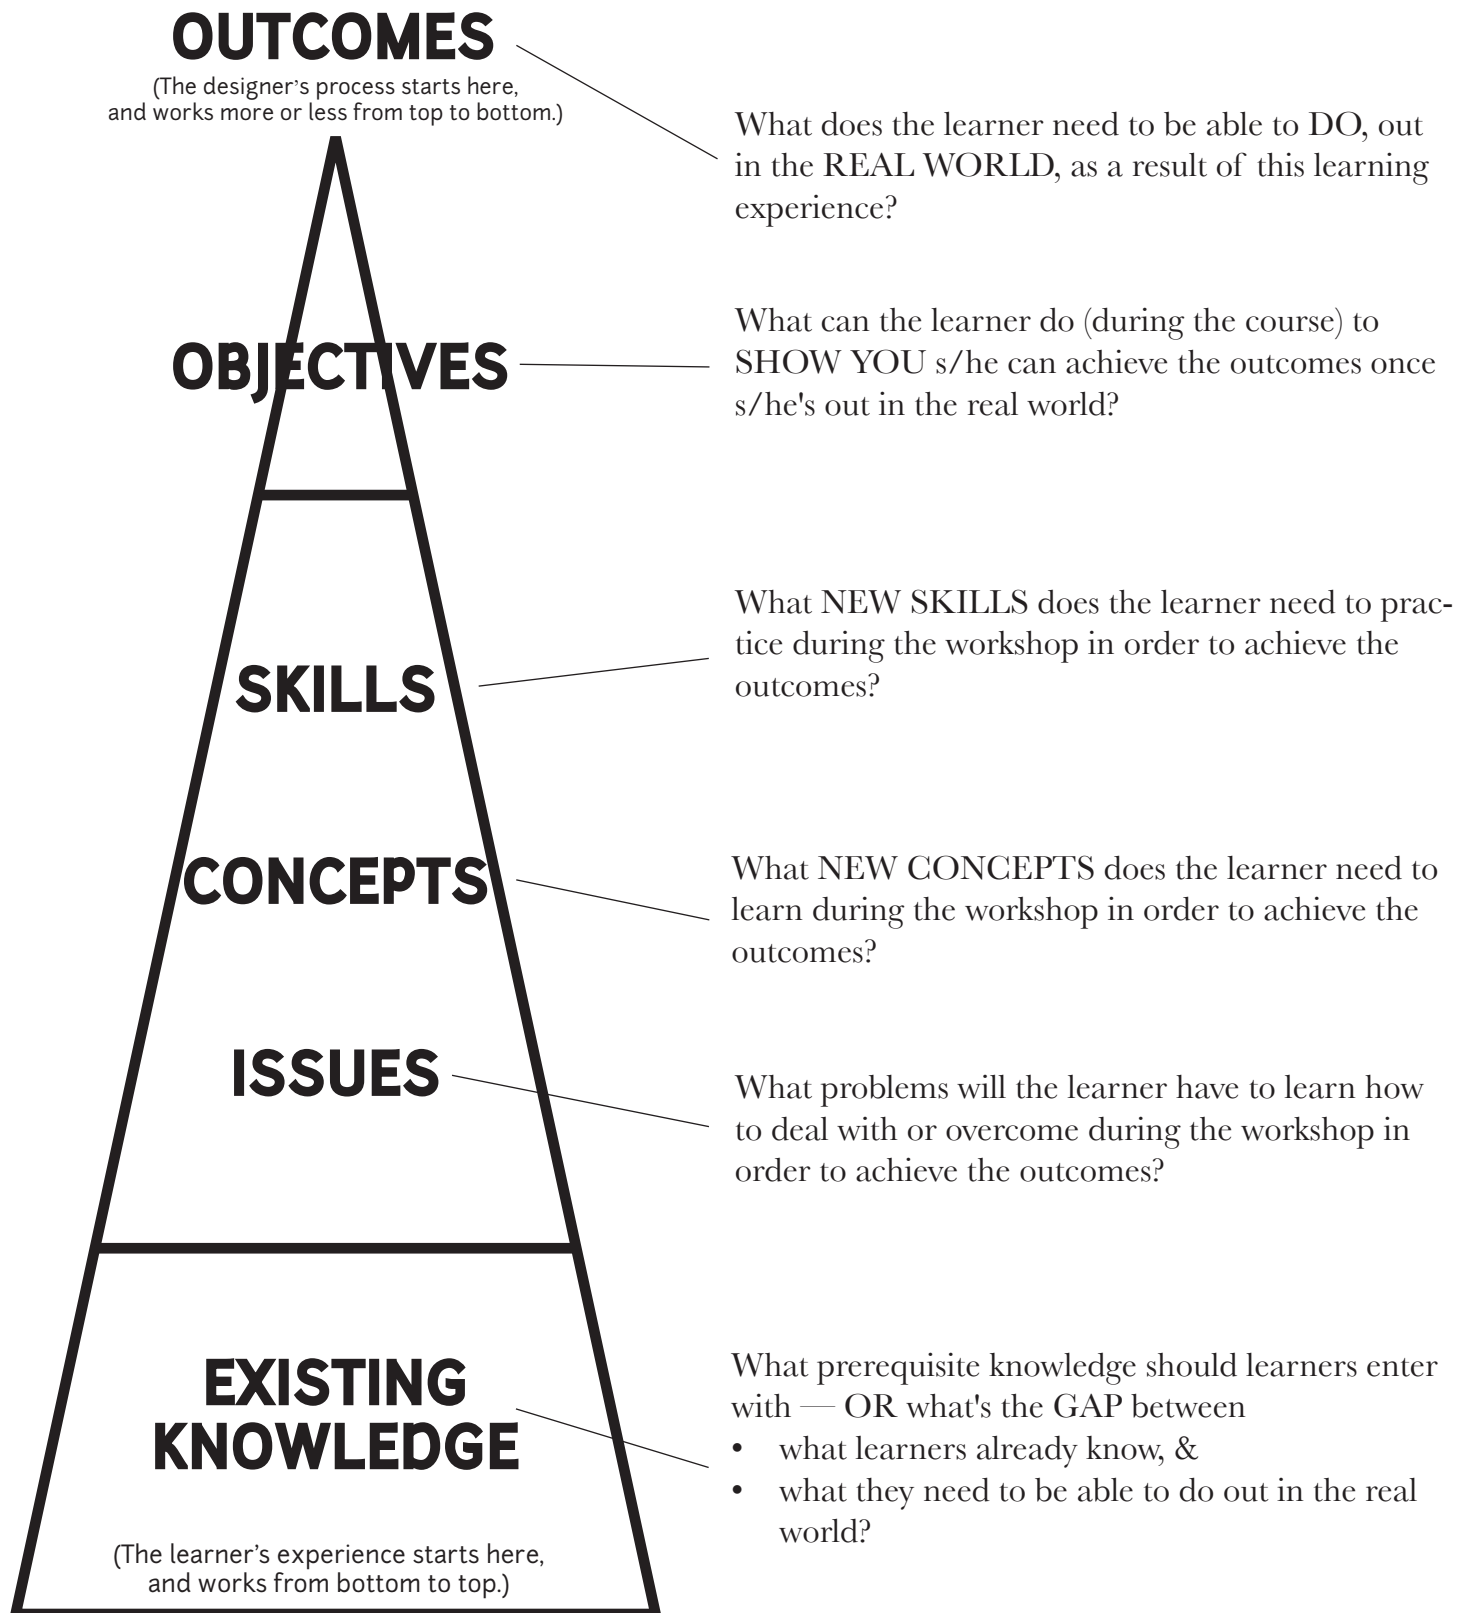 OUTCOMES
(The designer’s process starts here,
and works more or less from top to bottom.)
What does the learner need to be able to DO, out
in the REAL WORLD, as a result of this learning
experience?
OBJECTIVES
What can the learner do (during the course) to
SHOW YOU s/he can achieve the outcomes once
s/he's out in the real world?
SKILLS
What NEW SKILLS does the learner need to prac-
tice during the workshop in order to achieve the
outcomes?
CONCEPTS
What NEW CONCEPTS does the learner need to
learn during the workshop in order to achieve the
outcomes?
ISSUES
What problems will the learner have to learn how
to deal with or overcome during the workshop in
order to achieve the outcomes?
EXISTING
KNOWLEDGE
What prerequisite knowledge should learners enter
with — OR what's the GAP between
• what learners already know, &
• what they need to be able to do out in the real
world?
(The learner’s experience starts here,
and works from bottom to top.)